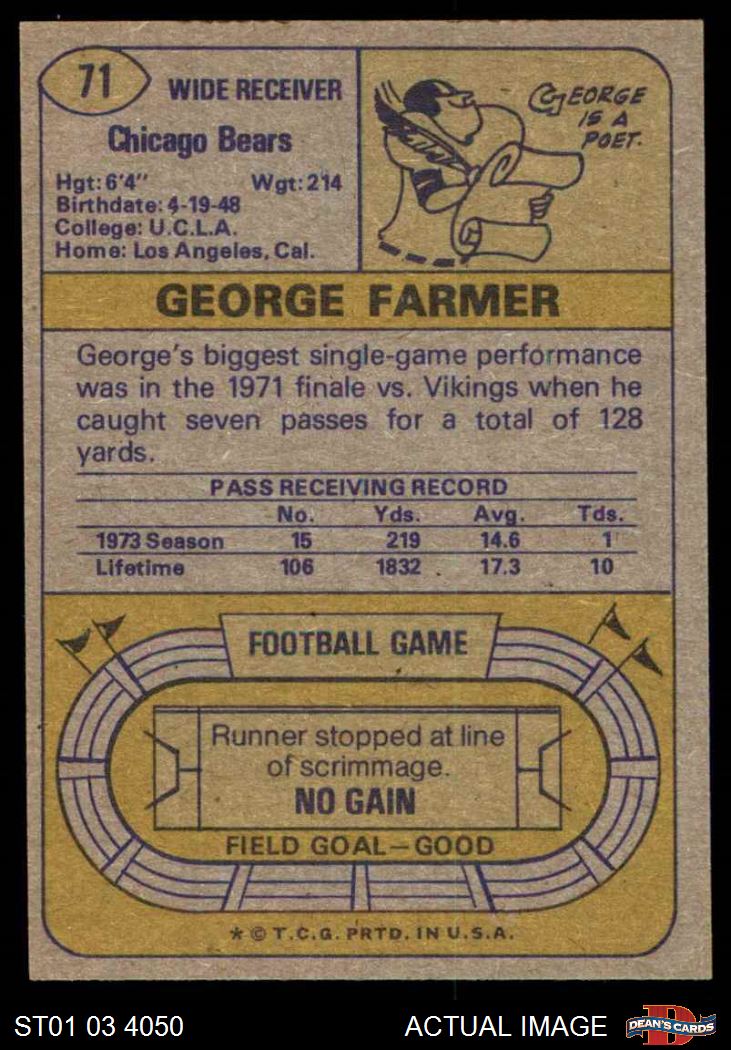 71
WIDE RECEIVER
Chicago Bears
Hgt: 6'4" Wgt: 214
Birthdate: 4-19-48
College: U.C.L.A.
Home: Los Angeles, Cal.
GEORGE
IS A
POET.
GEORGE FARMER
George's biggest single-game performance
was in the 1971 finale vs. Vikings when he
caught seven passes for a total of 128
yards.
PASS RECEIVING RECORD
No. Yds. Avg. Tds.
1973 Season 15 219 14.6 1
Lifetime 106 1832 17.3 10
FOOTBALL GAME
Runner stopped at line
of scrimmage.
NO GAIN
FIELD GOAL—GOOD
* © T.C.G. PRTD. IN U.S.A.
ST01 03 4050 ACTUAL IMAGE
D
DEAN'S CARDS